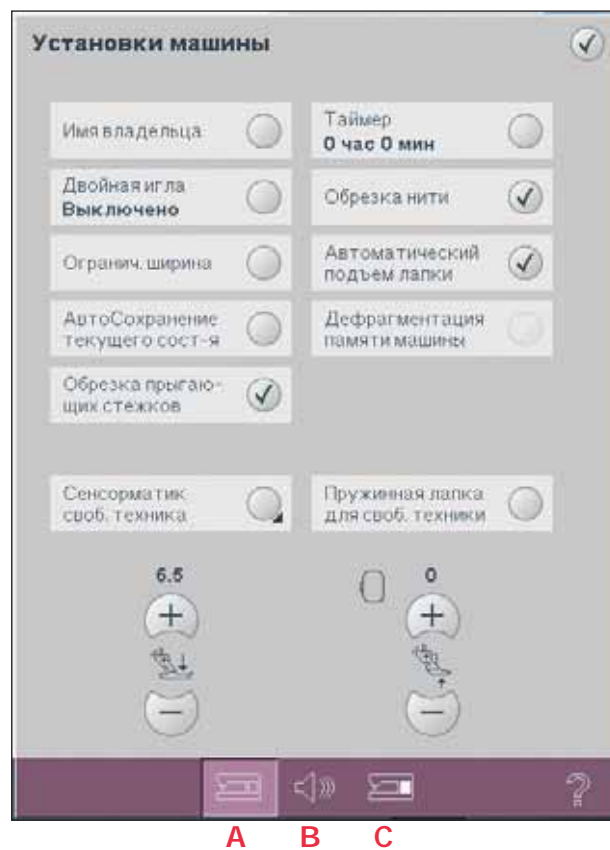 Установки машины
Имя владельца
Таймер
0 час 0 мин
Двойная игла
Выключено
Обрезка нити
Огранич. ширина
Автоматический
подъем лапки
АвтоСохранение
текущего сост-я
Дефрагментация
памяти машины
Обрезка прыгаю-
щих стежков
Сенсорматик
своб. техника
Пружинная лапка
для своб. техники
6.5
0
+
+
−
−
?
A B C